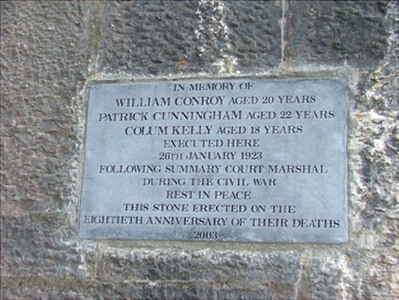 IN MEMORY OF
WILLIAM CONROY AGED 20 YEARS
PATRICK CUNNINGHAM AGED 22 YEARS
COLUM KELLY AGED 18 YEARS
EXECUTED HERE
26TH JANUARY 1923
FOLLOWING SUMMARY COURT MARSHAL
DURING THE CIVIL WAR
REST IN PEACE
THIS STONE ERECTED ON THE
EIGHTIETH ANNIVERSARY OF THEIR DEATHS
2003